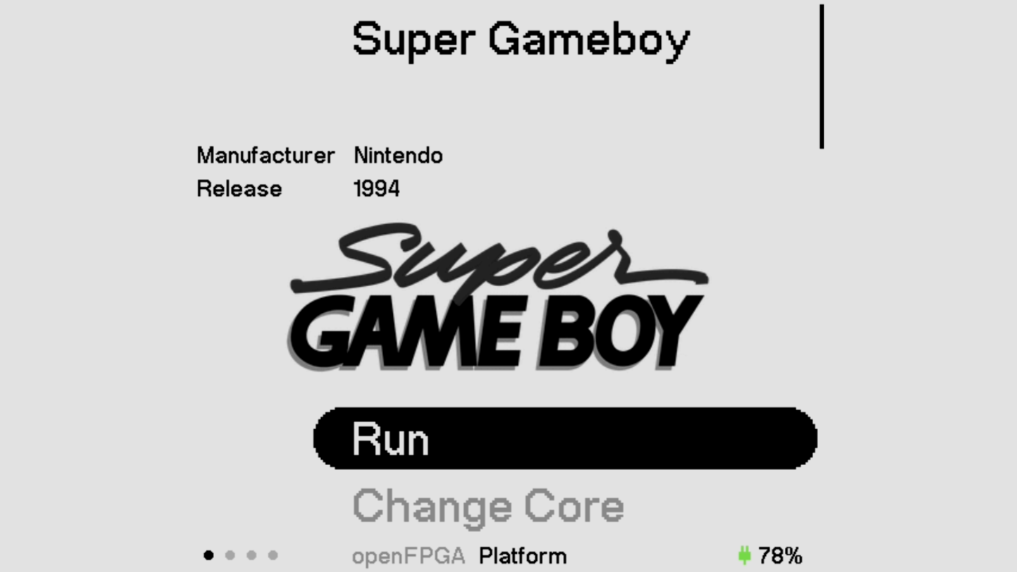 Super Gameboy
Manufacturer Nintendo
Release 1994
Super
GAME BOY
Run
Change Core
openFPGA Platform 78%